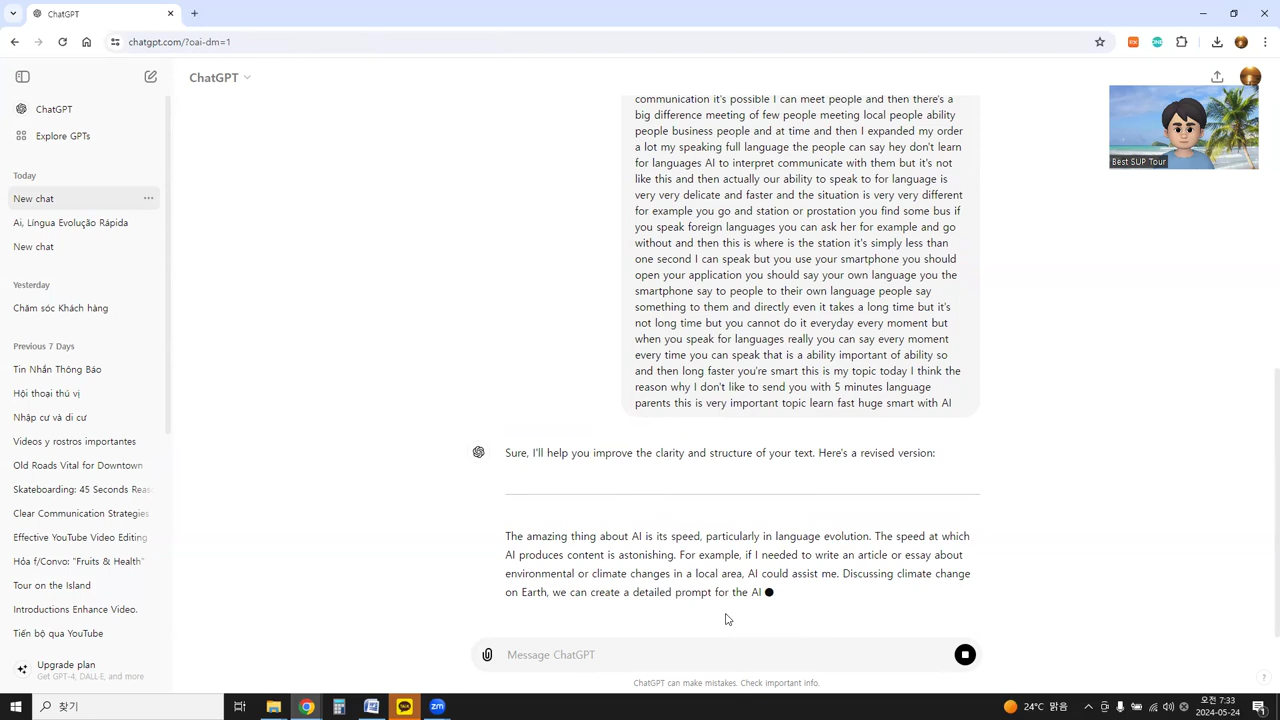 ChatGPT
chatgpt.com/?oai-dm=1
ChatGPT
Explore GPTs
Today
New chat
Ai, Língua Evolução Rápida
New chat
Yesterday
Chăm sóc Khách hàng
Previous 7 Days
Tin Nhắn Thông Báo
Hội thoại thú vị
Nhập cư và di cư
Videos y rostros importantes
Old Roads Vital for Downtown
Skateboarding: 45 Seconds Reas
Clear Communication Strategies
Effective YouTube Video Editing
Hỏa f/Convo: "Fruits & Health"
Tour on the Island
Introductions Enhance Video.
Tiến bộ qua YouTube
Upgrade plan
Get GPT-4, DALL·E, and more
ChatGPT
communication it's possible I can meet people and then there's a
big difference meeting of few people meeting local people ability
people business people and at time and then I expanded my order
a lot my speaking full language the people can say hey don't learn
for languages AI to interpret communicate with them but it's not
like this and then actually our ability to speak to for language is
very very delicate and faster and the situation is very very different
for example you go and station or prostation you find some bus if
you speak foreign languages you can ask her for example and go
without and then this is where is the station it's simply less than
one second I can speak but you use your smartphone you should
open your application you should say your own language you the
smartphone say to people to their own language people say
something to them and directly even it takes a long time but it's
not long time but you cannot do it everyday every moment but
when you speak for languages really you can say every moment
every time you can speak that is a ability important of ability so
and then long faster you're smart this is my topic today I think the
reason why I don't like to send you with 5 minutes language
parents this is very important topic learn fast huge smart with AI
Sure, I'll help you improve the clarity and structure of your text. Here's a revised version:
The amazing thing about AI is its speed, particularly in language evolution. The speed at which
AI produces content is astonishing. For example, if I needed to write an article or essay about
environmental or climate changes in a local area, AI could assist me. Discussing climate change
on Earth, we can create a detailed prompt for the AI
Message ChatGPT
ChatGPT can make mistakes. Check important info.
Best SUP Tour
찾기
24°C 맑음
오전 7:33
2024-05-24